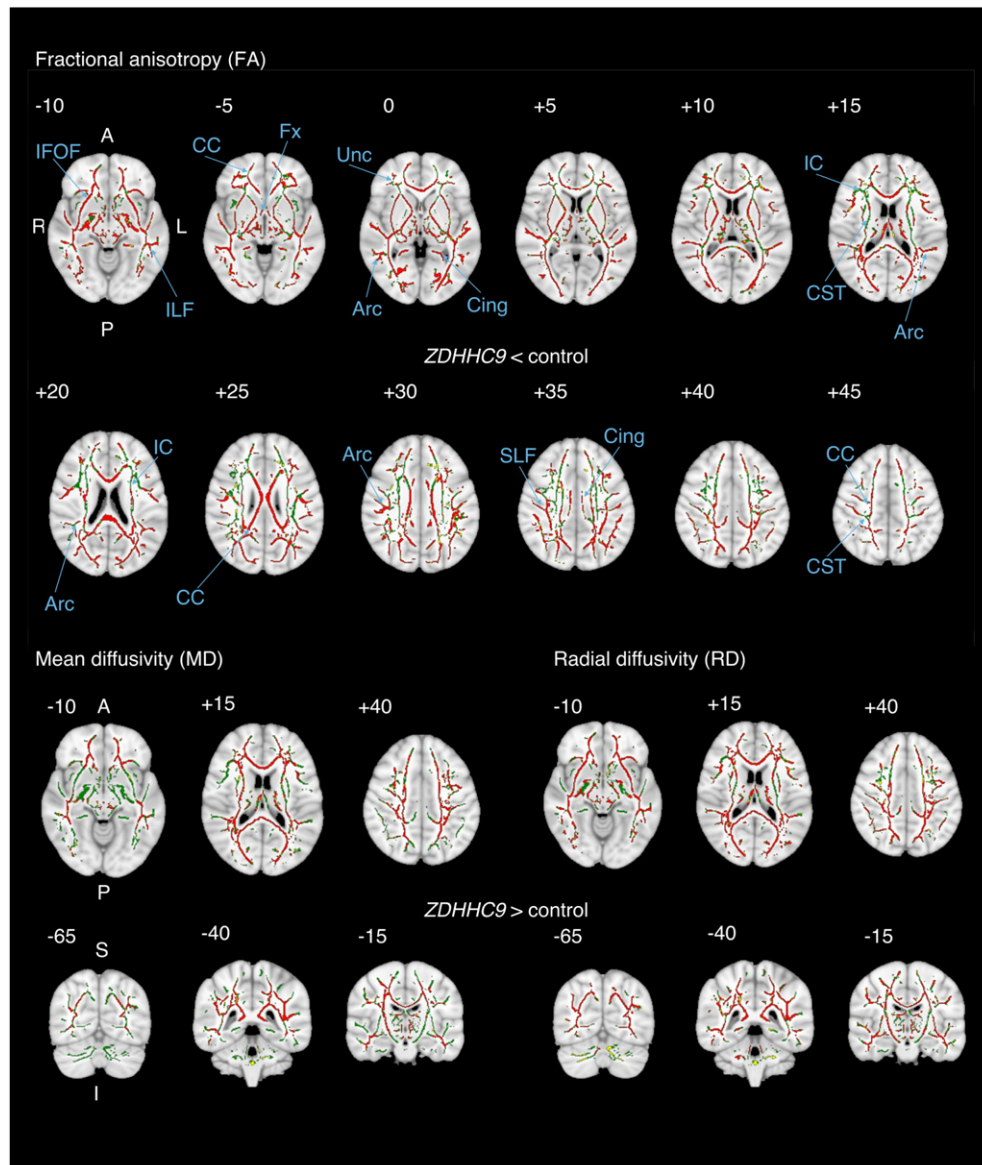 Fractional anisotropy (FA)
-10 -5 0 +5 +10 +15
A
IFOF CC Fx Unc IC
R L
ILF Arc Cing CST Arc
P
ZDHHC9 < control
+20 +25 +30 +35 +40 +45
IC Arc SLF Cing CC
Arc CC CST
Mean diffusivity (MD) Radial diffusivity (RD)
-10 A +15 +40 -10 +15 +40
P
ZDHHC9 > control
-65 S -40 -15 -65 -40 -15
I